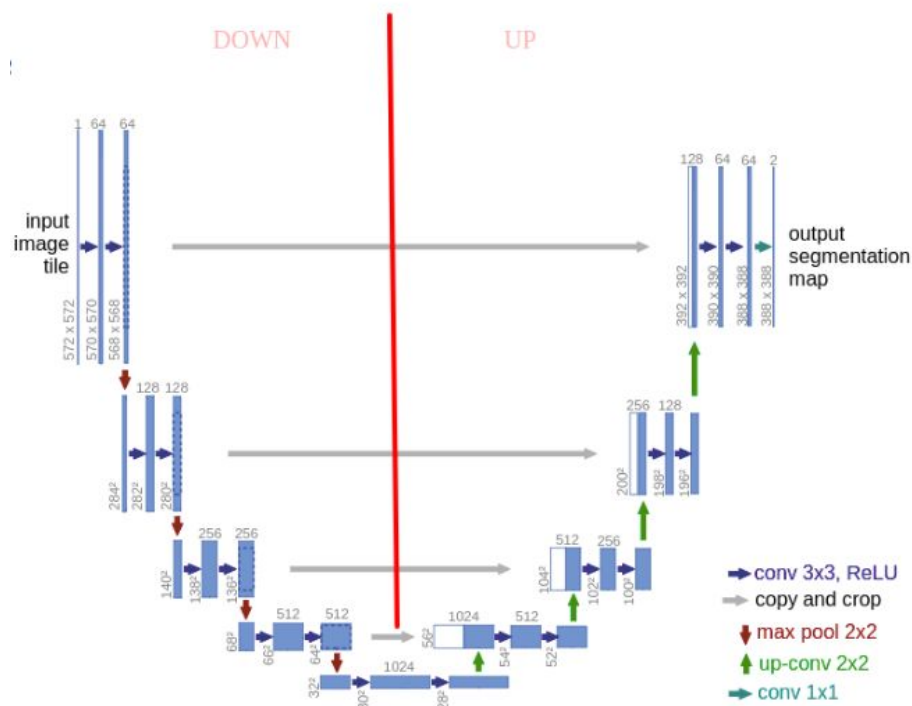 DOWN
UP
1
64
64
input
image
tile
572 x 572
570 x 570
568 x 568
128
64
64
2
output
segmentation
map
392 x 392
390 x 390
388 x 388
388 x 388
128
128
284²
282²
280²
256
128
200²
198²
196²
256
256
140²
138²
136²
512
256
104²
102²
100²
512
512
68²
66²
64²
1024
512
56²
54²
52²
1024
32²
30²
28²
conv 3x3, ReLU
copy and crop
max pool 2x2
up-conv 2x2
conv 1x1